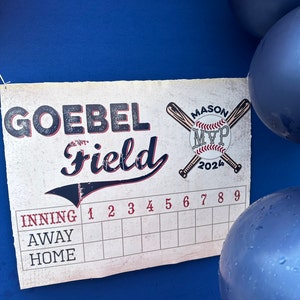 GOEBEL
Field
MASON
MVP
2024
INNING 1 2 3 4 5 6 7 8 9
AWAY
HOME